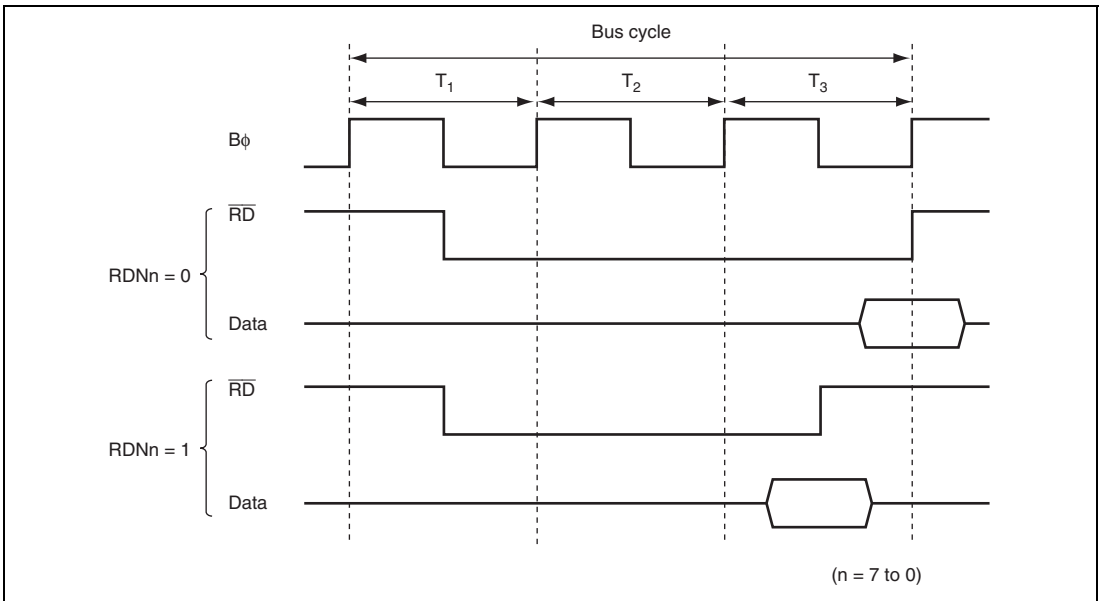 Bus cycle
T1 T2 T3
Bφ
RD
RDNn = 0
Data
RD
RDNn = 1
Data
(n = 7 to 0)